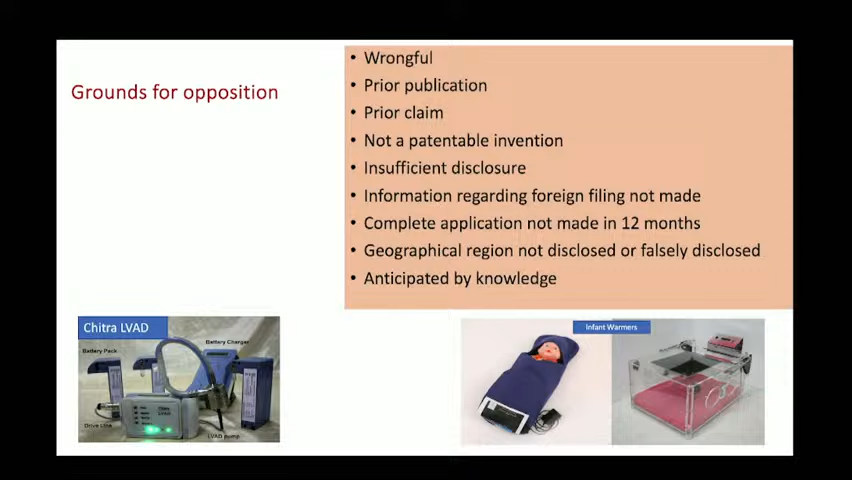 Grounds for opposition
• Wrongful
• Prior publication
• Prior claim
• Not a patentable invention
• Insufficient disclosure
• Information regarding foreign filing not made
• Complete application not made in 12 months
• Geographical region not disclosed or falsely disclosed
• Anticipated by knowledge
Chitra LVAD
Battery Charger
Battery Pack
Drive Line
LVAD pump
Infant Warmers